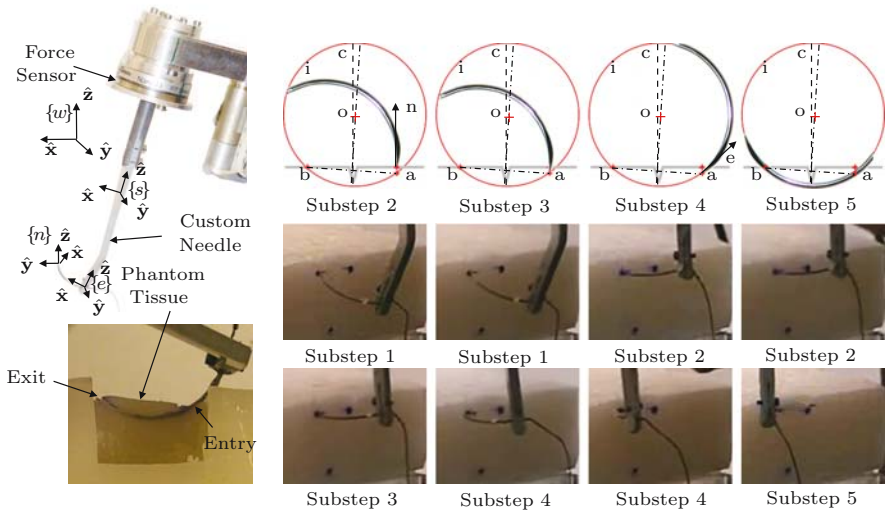 Force
Sensor
{w}
ẑ
x̂
ŷ
ẑ
{s}
x̂
ŷ
Custom
Needle
{n}
ẑ
x̂
ŷ
ẑ
x̂
{e}
ŷ
Phantom
Tissue
Exit
Entry
c
i
o
n
b
a
Substep 2
c
i
o
b
a
Substep 3
c
i
o
e
b
a
Substep 4
c
i
o
b
a
Substep 5
Substep 1
Substep 1
Substep 2
Substep 2
Substep 3
Substep 4
Substep 4
Substep 5